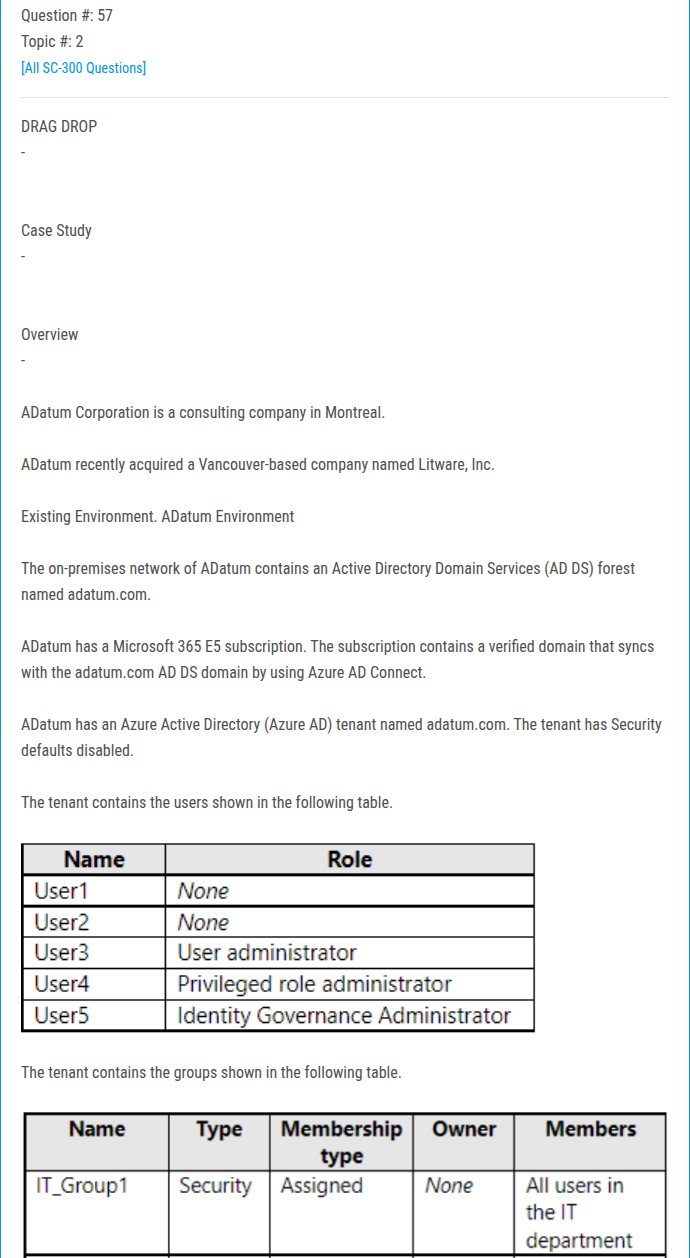 Question #: 57
Topic #: 2
[All SC-300 Questions]
DRAG DROP
-
Case Study
-
Overview
-
ADatum Corporation is a consulting company in Montreal.
ADatum recently acquired a Vancouver-based company named Litware, Inc.
Existing Environment. ADatum Environment
The on-premises network of ADatum contains an Active Directory Domain Services (AD DS) forest
named adatum.com.
ADatum has a Microsoft 365 E5 subscription. The subscription contains a verified domain that syncs
with the adatum.com AD DS domain by using Azure AD Connect.
ADatum has an Azure Active Directory (Azure AD) tenant named adatum.com. The tenant has Security
defaults disabled.
The tenant contains the users shown in the following table.
Name Role
User1 None
User2 None
User3 User administrator
User4 Privileged role administrator
User5 Identity Governance Administrator
The tenant contains the groups shown in the following table.
Name Type Membership Owner Members
type
IT_Group1 Security Assigned None All users in
the IT
department